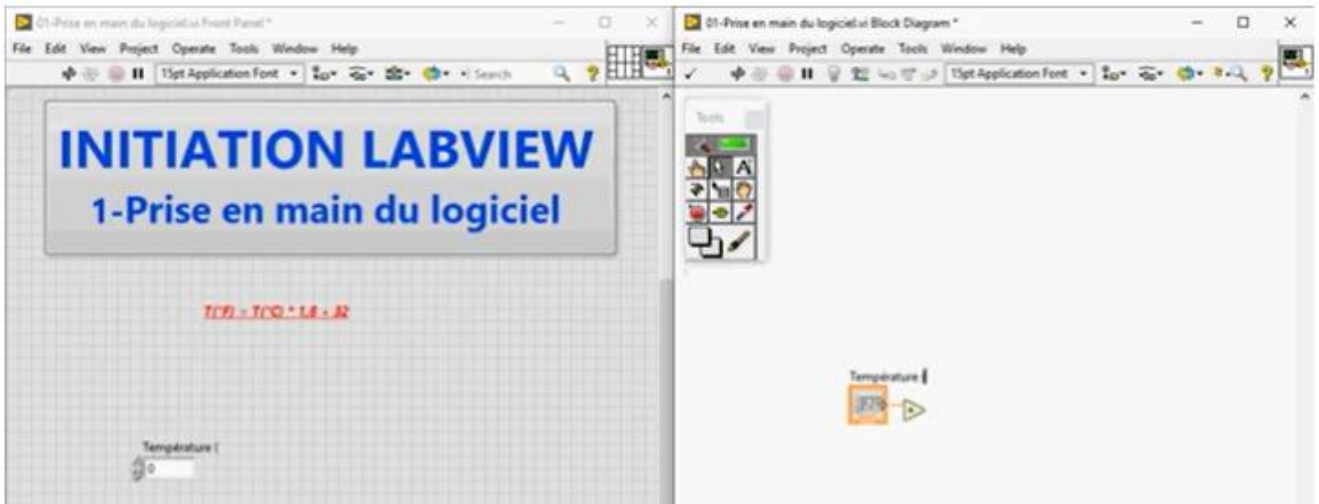 01-Prise en main du logiciel.vi Front Panel *
File Edit View Project Operate Tools Window Help
15pt Application Font
Search
INITIATION LABVIEW
1-Prise en main du logiciel
T(°F) = T(°C) * 1,8 + 32
Température (
0
01-Prise en main du logiciel.vi Block Diagram *
File Edit View Project Operate Tools Window Help
15pt Application Font
Tools
A
Température (